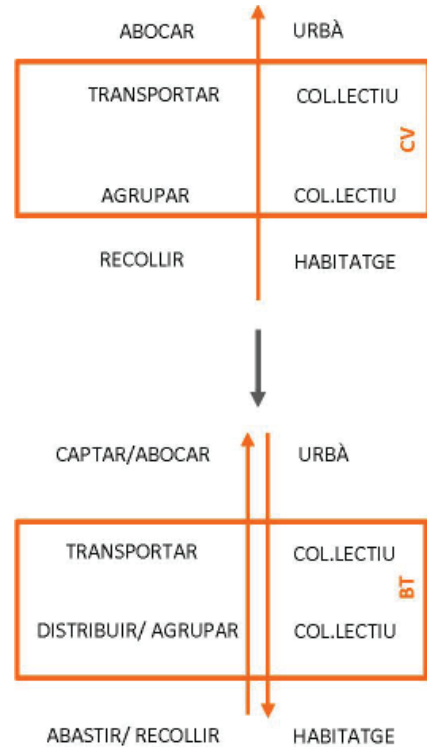 ABOCAR URBÀ
TRANSPORTAR COL.LECTIU
CV
AGRUPAR COL.LECTIU
RECOLLIR HABITATGE
CAPTAR/ABOCAR URBÀ
TRANSPORTAR COL.LECTIU
BT
DISTRIBUIR/ AGRUPAR COL.LECTIU
ABASTIR/ RECOLLIR HABITATGE